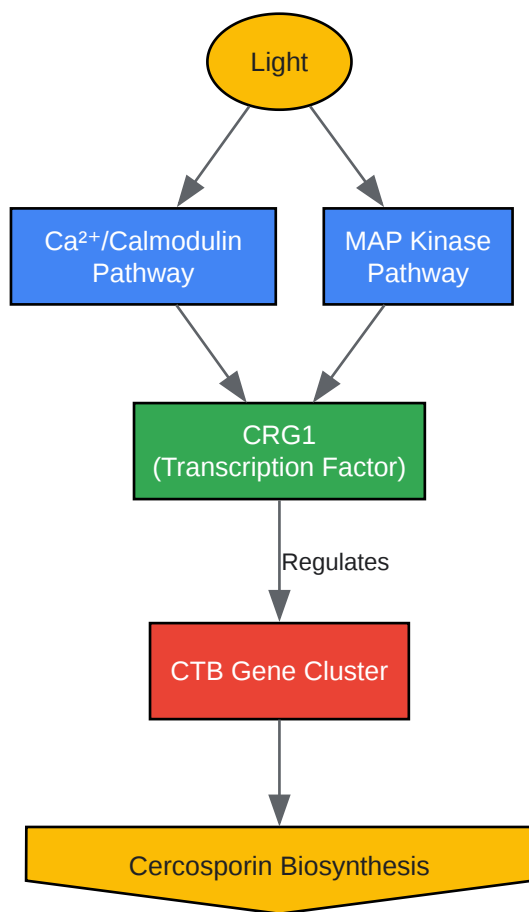 Light
Ca²⁺/Calmodulin
Pathway
MAP Kinase
Pathway
CRG1
(Transcription Factor)
Regulates
CTB Gene Cluster
Cercosporin Biosynthesis